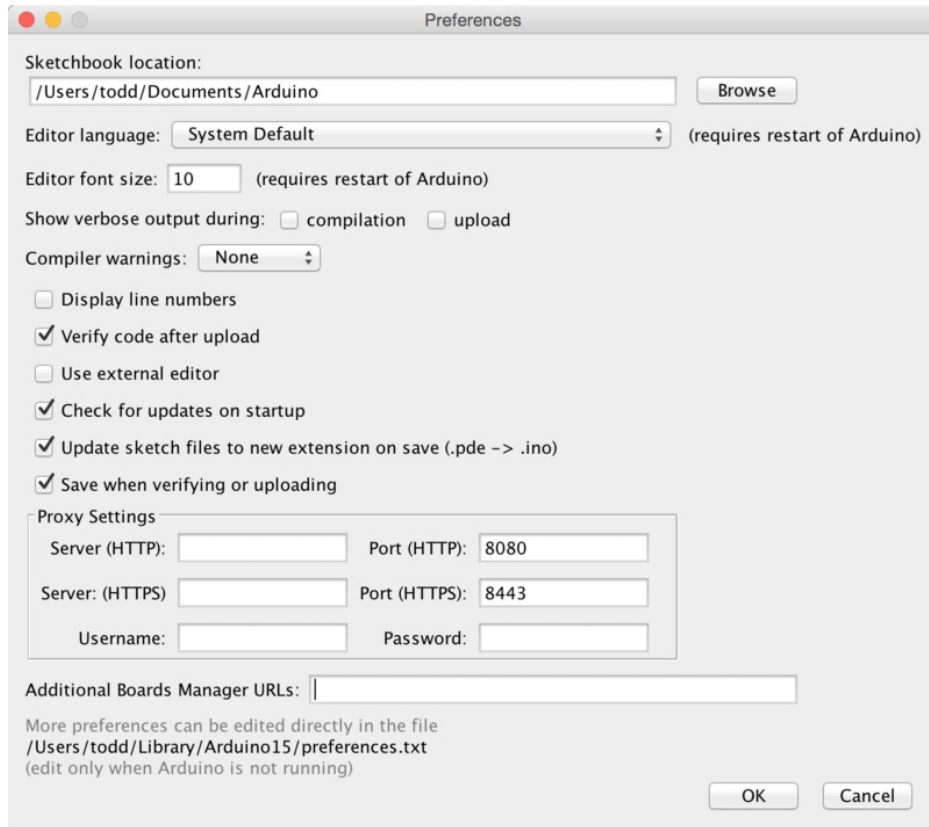 Preferences
Sketchbook location:
/Users/todd/Documents/Arduino Browse
Editor language: System Default (requires restart of Arduino)
Editor font size: 10 (requires restart of Arduino)
Show verbose output during: compilation upload
Compiler warnings: None
Display line numbers
Verify code after upload
Use external editor
Check for updates on startup
Update sketch files to new extension on save (.pde -> .ino)
Save when verifying or uploading
Proxy Settings
Server (HTTP): Port (HTTP): 8080
Server: (HTTPS) Port (HTTPS): 8443
Username: Password:
Additional Boards Manager URLs:
More preferences can be edited directly in the file
/Users/todd/Library/Arduino15/preferences.txt
(edit only when Arduino is not running)
OK Cancel